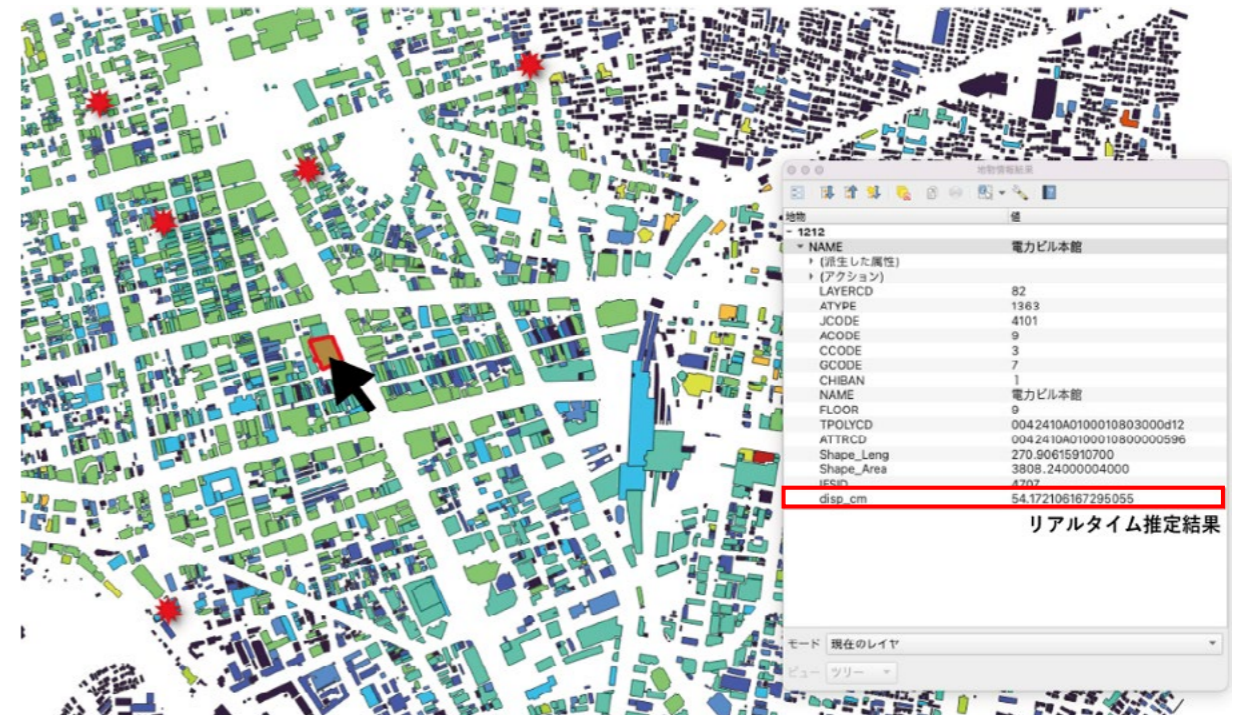 地物情報結果
地物 値
1212
NAME 電力ビル本館
(派生した属性)
(アクション)
LAYERCD 82
ATYPE 1363
JCODE 4101
ACODE 9
CCODE 3
GCODE 7
CHIBAN 1
NAME 電力ビル本館
FLOOR 9
TPOLYCD 0042410A0100010803000d12
ATTRCD 0042410A0100010800000596
Shape_Leng 270.90615910700
Shape_Area 3808.24000004000
4707
disp_cm 54.172106167295055
リアルタイム推定結果
モード 現在のレイヤ
ビュー ツリー